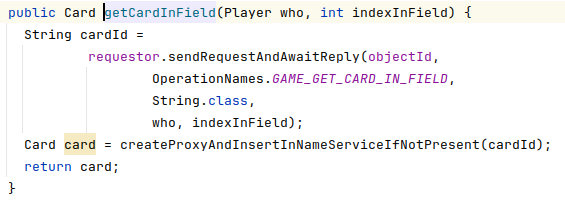 public Card getCardInField(Player who, int indexInField) {
String cardId =
requestor.sendRequestAndAwaitReply(objectId,
OperationNames.GAME_GET_CARD_IN_FIELD,
String.class,
who, indexInField);
Card card = createProxyAndInsertInNameServiceIfNotPresent(cardId);
return card;
}